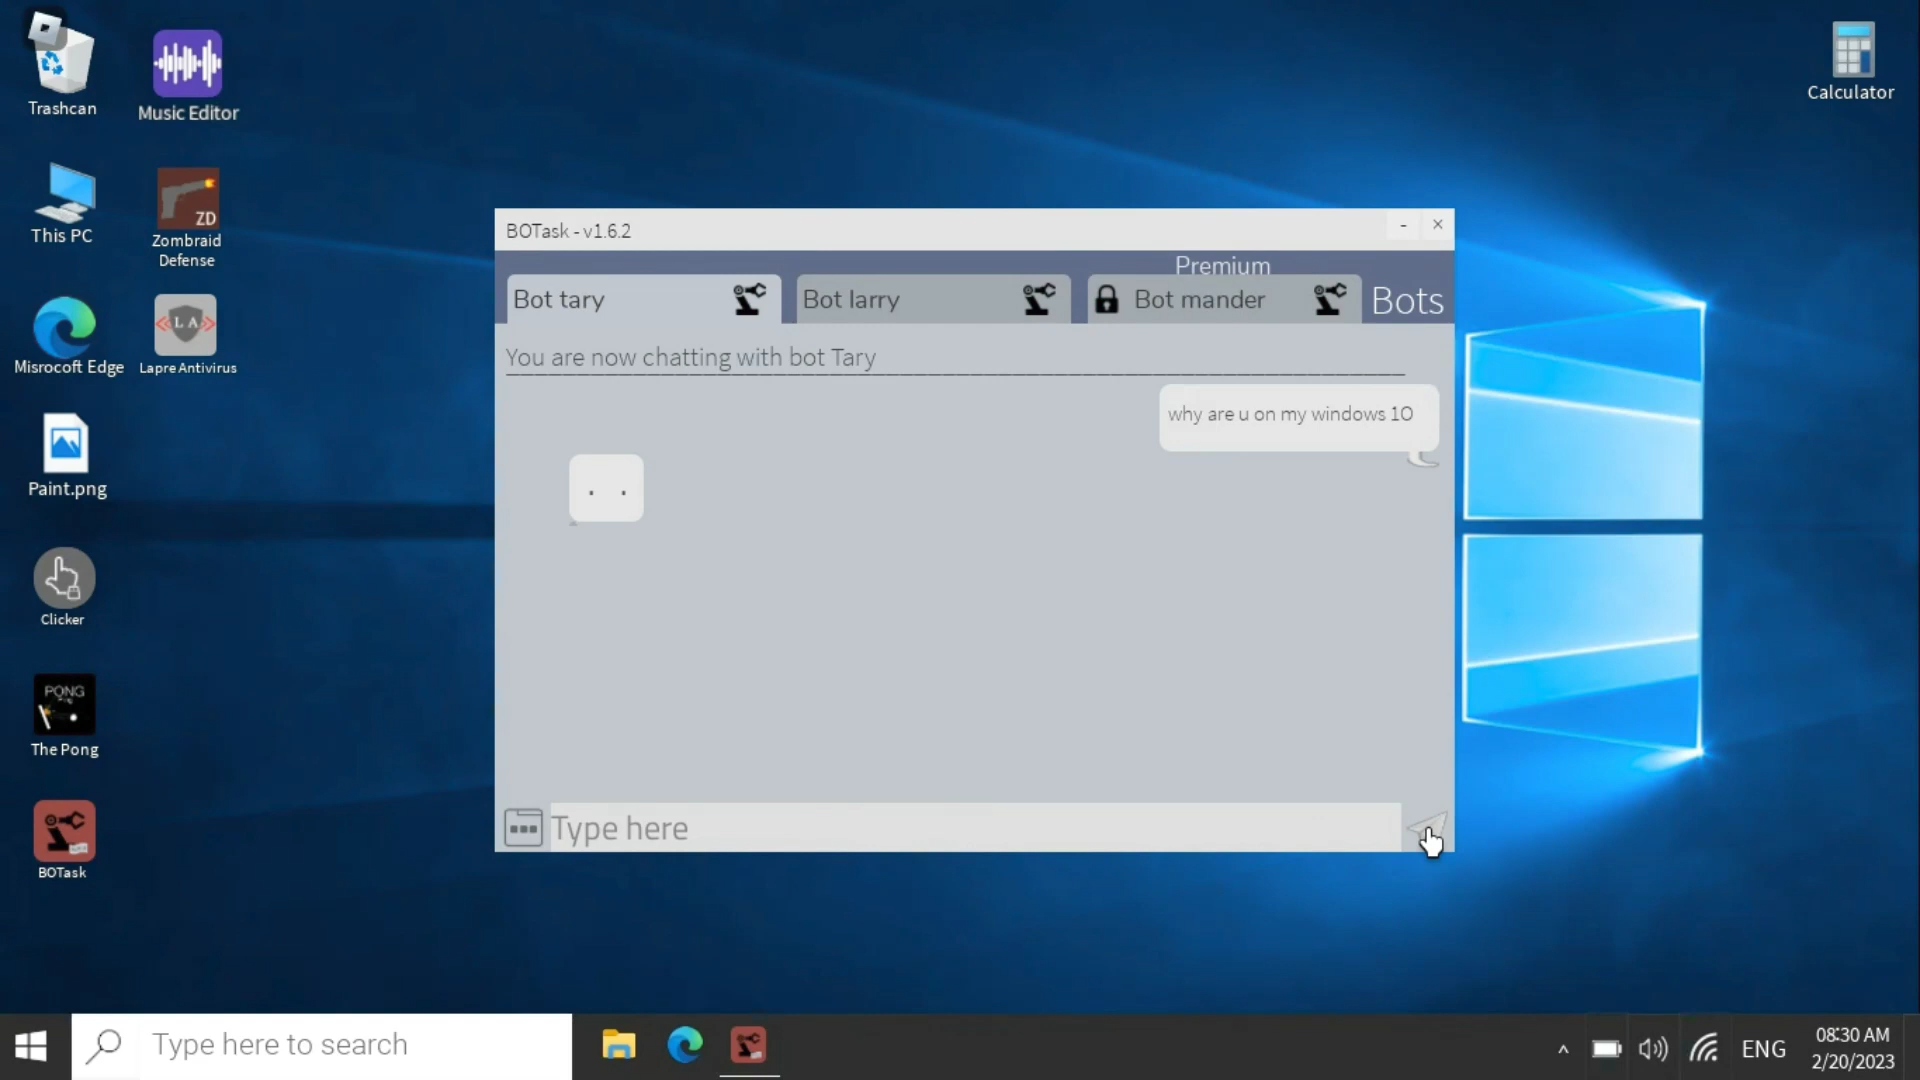 Trashcan
Music Editor
Calculator
This PC
ZD
Zombraid
Defense
Misrocoft Edge
LA
Lapre Antivirus
Paint.png
Clicker
PONG
The Pong
BOTask
BOTask - v1.6.2
- ×
Premium
Bot tary
Bot larry
Bot mander
Bots
You are now chatting with bot Tary
why are u on my windows 1O
. .
Type here
Type here to search
ENG
08:30 AM
2/20/2023